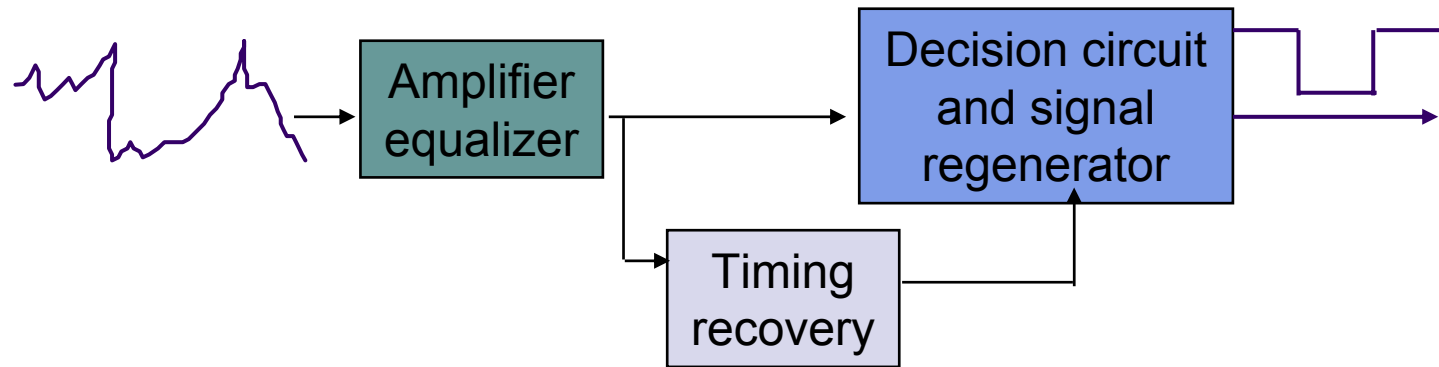 Amplifier
equalizer
Decision circuit
and signal
regenerator
Timing
recovery